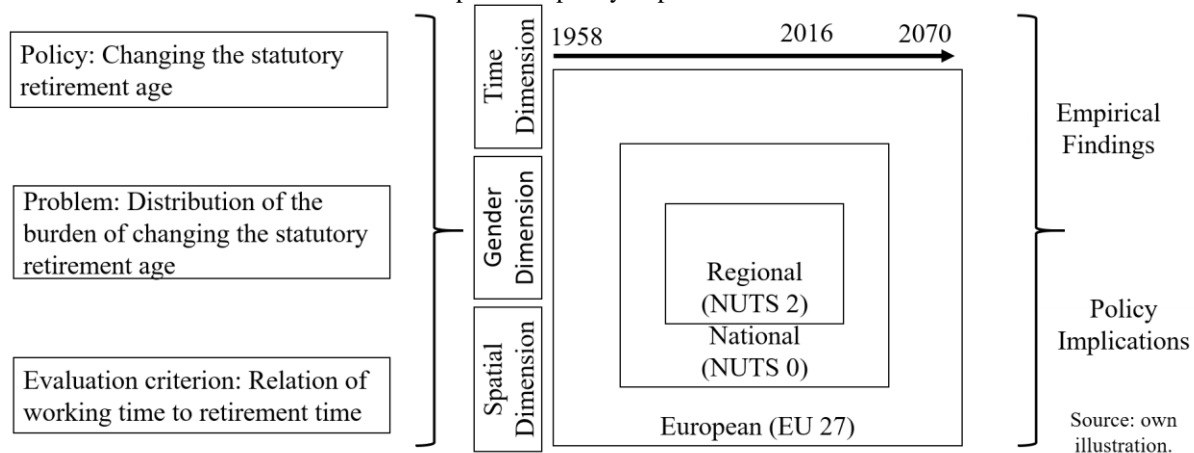 Policy: Changing the statutory
retirement age
Problem: Distribution of the
burden of changing the statutory
retirement age
Evaluation criterion: Relation of
working time to retirement time
Time
Dimension
Gender
Dimension
Spatial
Dimension
1958 2016 2070
Regional
(NUTS 2)
National
(NUTS 0)
European (EU 27)
Empirical
Findings
Policy
Implications
Source: own
illustration.